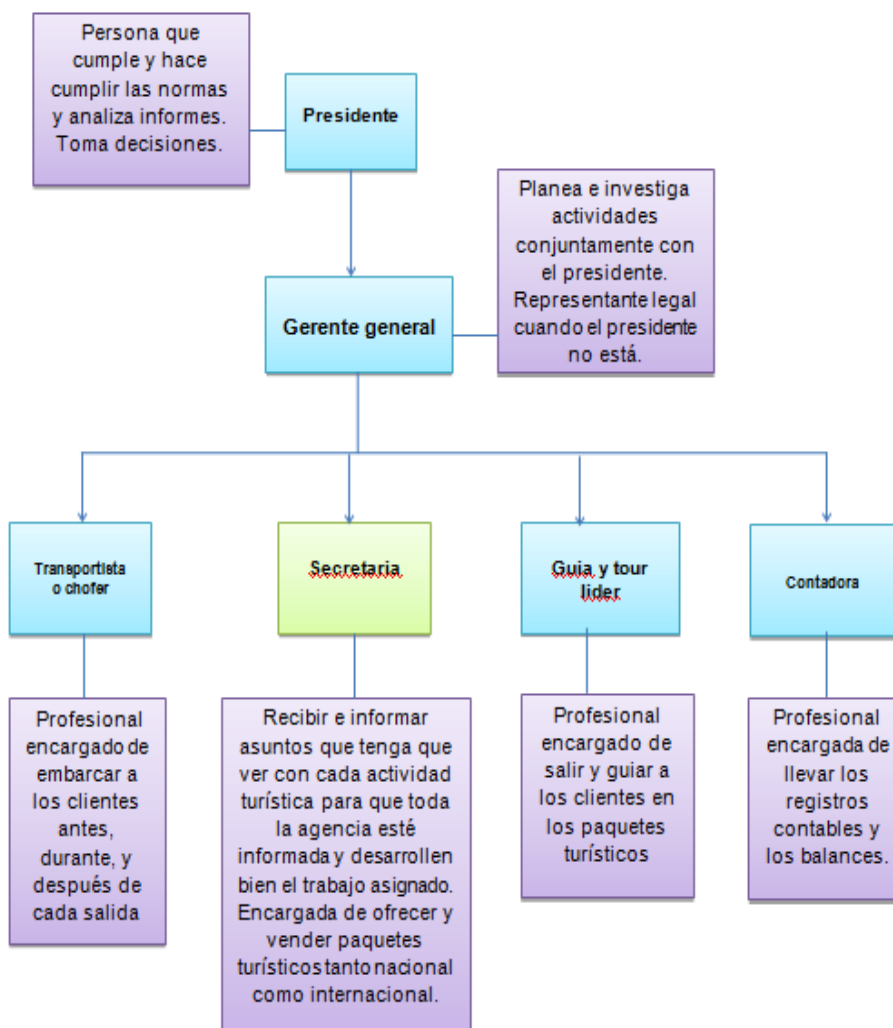 Persona que
cumple y hace
cumplir las normas
y analiza informes.
Toma decisiones.
Presidente
Planea e investiga
actividades
conjuntamente con
el presidente.
Representante legal
cuando el presidente
no está.
Gerente general
Transportista
o chofer
Secretaria
Guia y tour
lider
Contadora
Profesional
encargado de
embarcar a
los clientes
antes,
durante, y
después de
cada salida
Recibir e informar
asuntos que tenga que
ver con cada actividad
turística para que toda
la agencia esté
informada y desarrollen
bien el trabajo asignado.
Encargada de ofrecer y
vender paquetes
turísticos tanto nacional
como internacional.
Profesional
encargado de
salir y guiar a
los clientes en
los paquetes
turísticos
Profesional
encargada de
llevar los
registros
contables y
los balances.